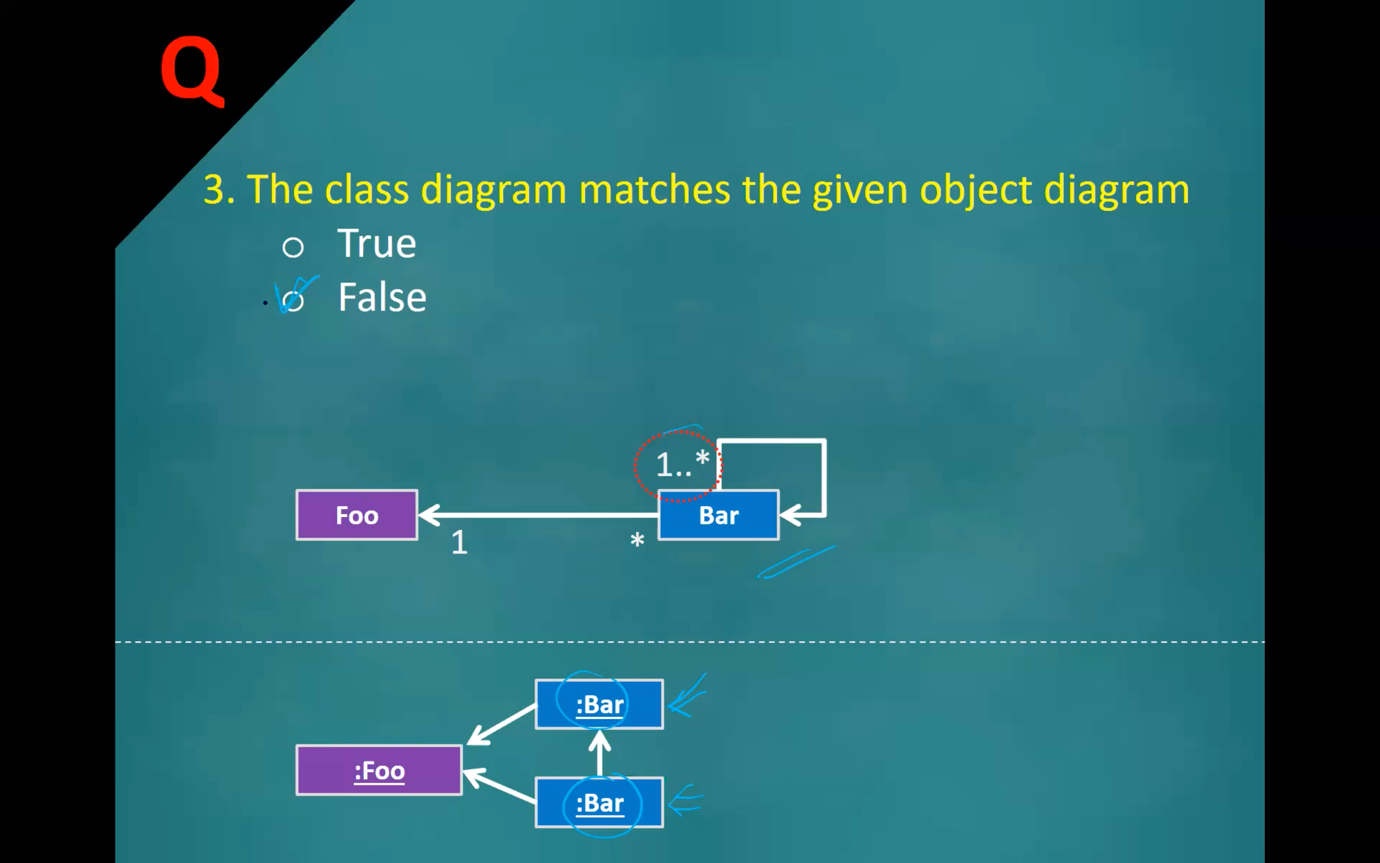 Q
3. The class diagram matches the given object diagram
True
False
1..*
Foo
Bar
1
*
:Bar
:Foo
:Bar